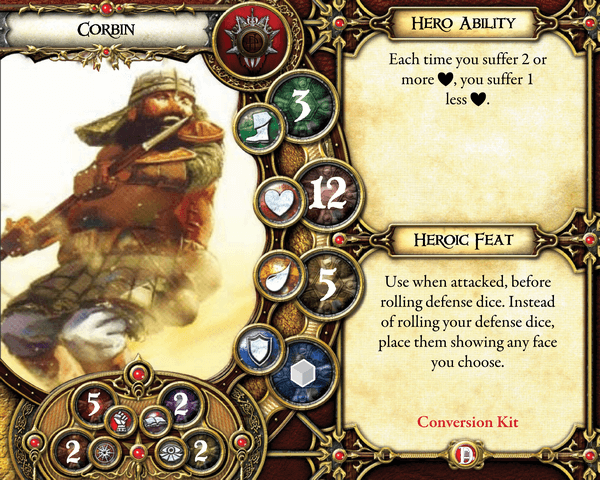 Corbin
3
12
5
5
2
2
2
Hero Ability
Each time you suffer 2 or
more ♥, you suffer 1
less ♥.
Heroic Feat
Use when attacked, before
rolling defense dice. Instead
of rolling your defense dice,
place them showing any face
you choose.
Conversion Kit
D